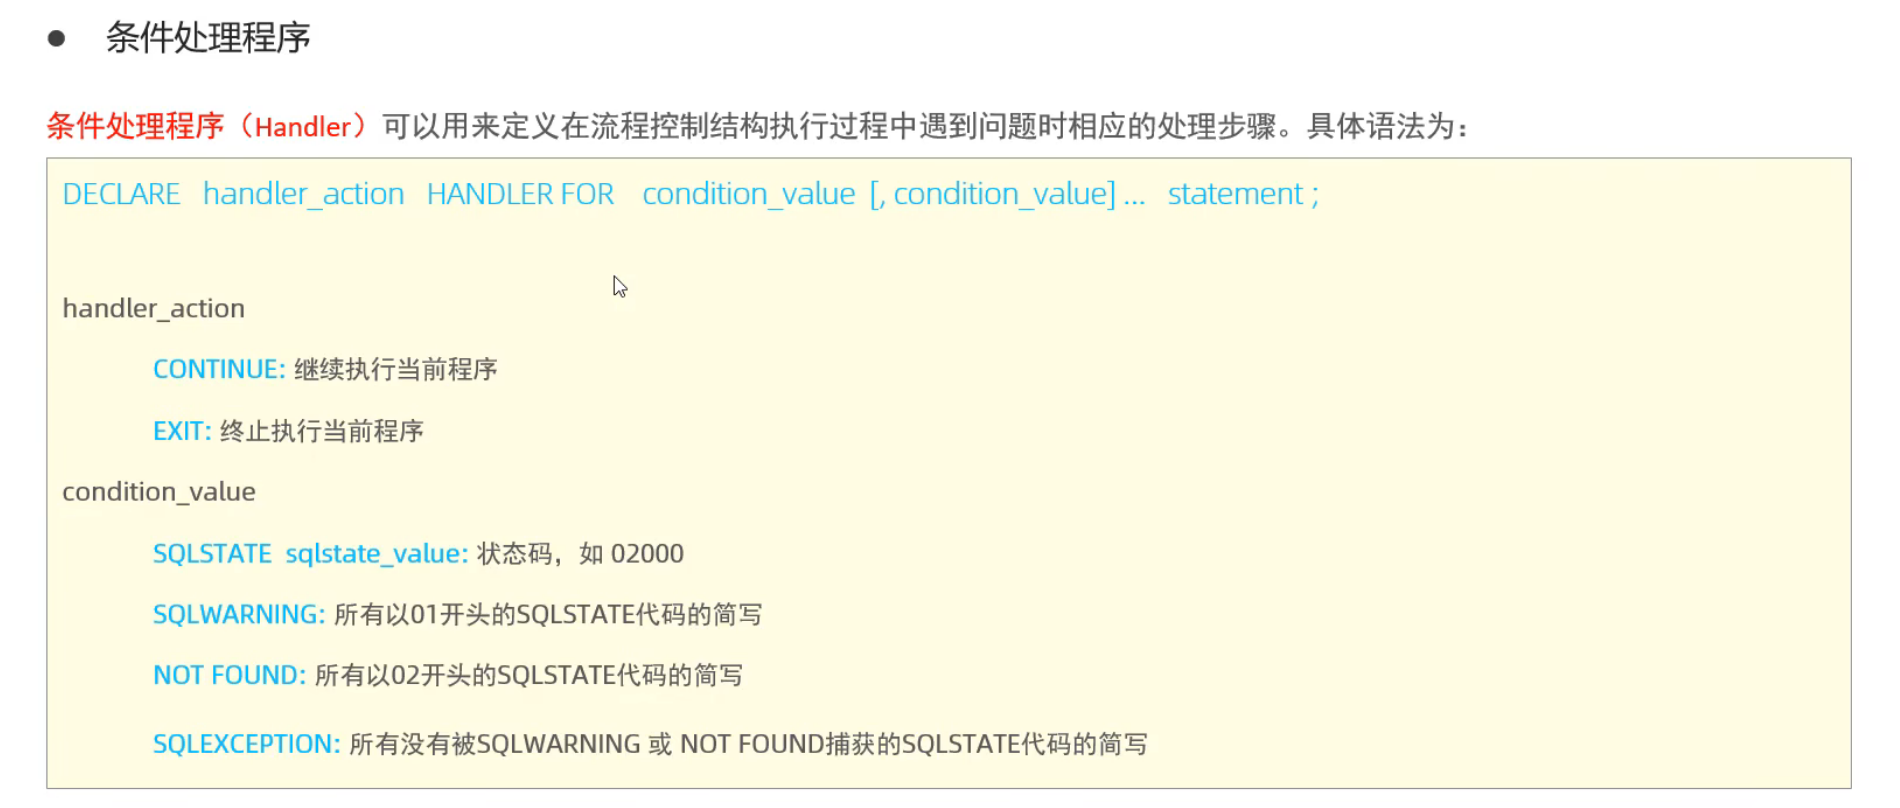 ● 条件处理程序
条件处理程序（Handler）可以用来定义在流程控制结构执行过程中遇到问题时相应的处理步骤。具体语法为：
DECLARE handler_action HANDLER FOR condition_value [, condition_value] ... statement ;
handler_action
CONTINUE: 继续执行当前程序
EXIT: 终止执行当前程序
condition_value
SQLSTATE sqlstate_value: 状态码，如 02000
SQLWARNING: 所有以01开头的SQLSTATE代码的简写
NOT FOUND: 所有以02开头的SQLSTATE代码的简写
SQLEXCEPTION: 所有没有被SQLWARNING 或 NOT FOUND捕获的SQLSTATE代码的简写